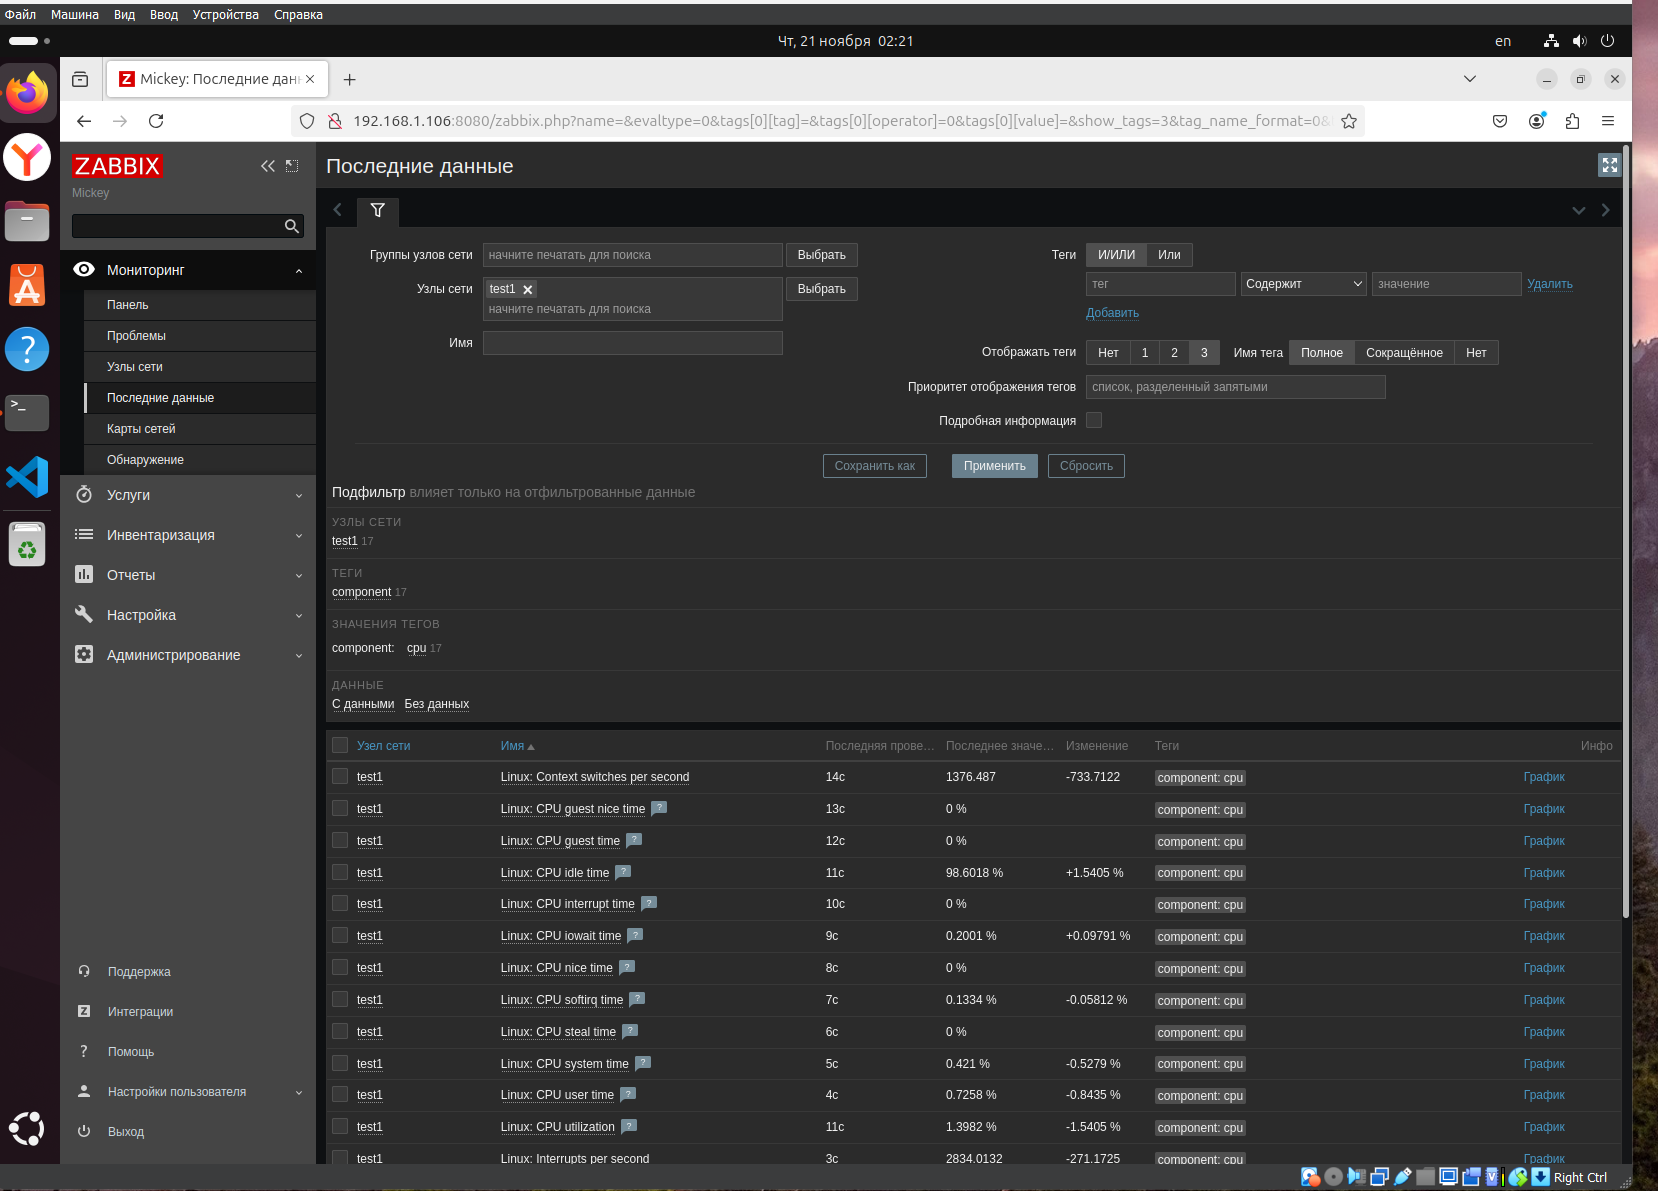 Файл Машина Вид Ввод Устройства Справка
Чт, 21 ноября 02:21
en
Z Mickey: Последние дан
192.168.1.106:8080/zabbix.php?name=&evaltype=0&tags[0][tag]=&tags[0][operator]=0&tags[0][value]=&show_tags=3&tag_name_format=0&
ZABBIX
Mickey
Мониторинг
Панель
Проблемы
Узлы сети
Последние данные
Карты сетей
Обнаружение
Услуги
Инвентаризация
Отчеты
Настройка
Администрирование
Поддержка
Z Интеграции
? Помощь
Настройки пользователя
Выход
Последние данные
Группы узлов сети начните печатать для поиска Выбрать
Узлы сети test1 Выбрать
начните печатать для поиска
Имя
Теги И/ИЛИ Или
тег Содержит значение Удалить
Добавить
Отображать теги Нет 1 2 3 Имя тега Полное Сокращённое Нет
Приоритет отображения тегов список, разделенный запятыми
Подробная информация
Сохранить как Применить Сбросить
Подфильтр влияет только на отфильтрованные данные
УЗЛЫ СЕТИ
test1 17
ТЕГИ
component 17
ЗНАЧЕНИЯ ТЕГОВ
component: cpu 17
ДАННЫЕ
С данными Без данных
Узел сети Имя Последняя прове… Последнее значе… Изменение Теги Инфо
test1 Linux: Context switches per second 14с 1376.487 -733.7122 component: cpu График
test1 Linux: CPU guest nice time ? 13с 0 % component: cpu График
test1 Linux: CPU guest time ? 12с 0 % component: cpu График
test1 Linux: CPU idle time ? 11с 98.6018 % +1.5405 % component: cpu График
test1 Linux: CPU interrupt time ? 10с 0 % component: cpu График
test1 Linux: CPU iowait time ? 9с 0.2001 % +0.09791 % component: cpu График
test1 Linux: CPU nice time ? 8с 0 % component: cpu График
test1 Linux: CPU softirq time ? 7с 0.1334 % -0.05812 % component: cpu График
test1 Linux: CPU steal time ? 6с 0 % component: cpu График
test1 Linux: CPU system time ? 5с 0.421 % -0.5279 % component: cpu График
test1 Linux: CPU user time ? 4с 0.7258 % -0.8435 % component: cpu График
test1 Linux: CPU utilization ? 11с 1.3982 % -1.5405 % component: cpu График
test1 Linux: Interrupts per second 3с 2834.0132 -271.1725 component: cpu График
Right Ctrl